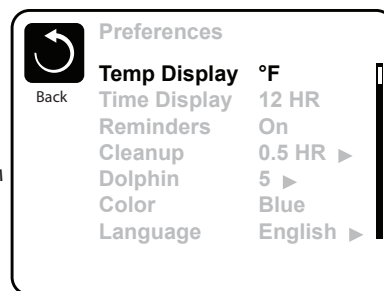 Preferences
Temp Display °F
Back
Time Display 12 HR
Reminders On
Cleanup 0.5 HR ▶
Dolphin 5 ▶
Color Blue
Language English ▶